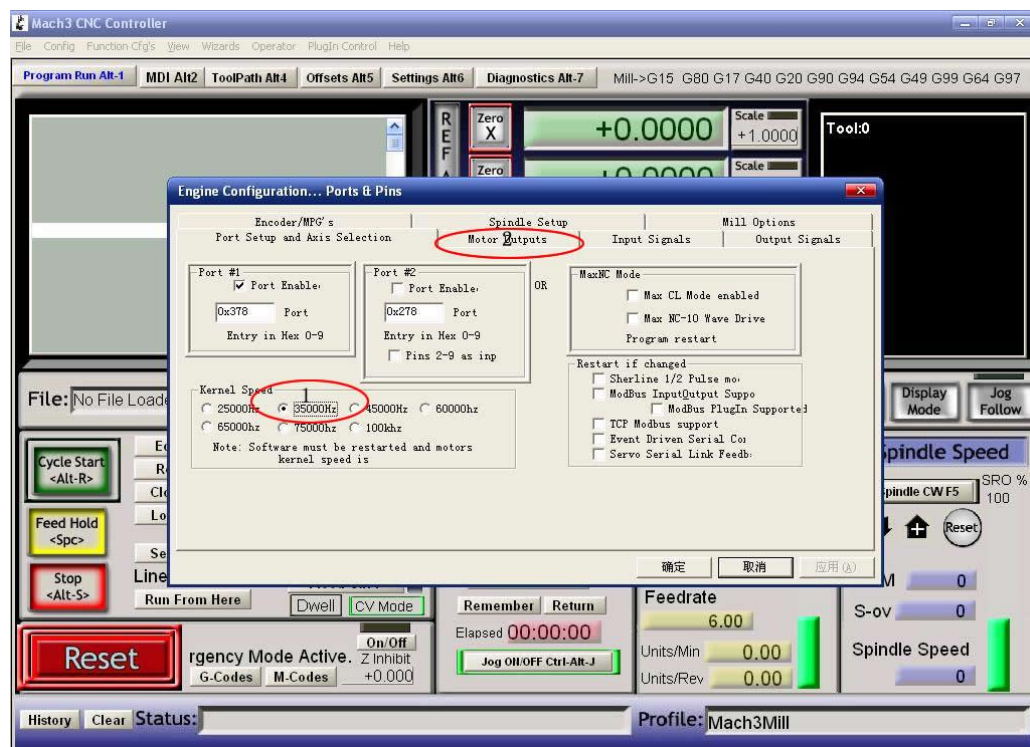 Mach3 CNC Controller
File Config Function Cfg's View Wizards Operator PlugIn Control Help
Program Run Alt-1 MDI Alt2 ToolPath Alt4 Offsets Alt5 Settings Alt6 Diagnostics Alt-7 Mill->G15 G80 G17 G40 G20 G90 G94 G54 G49 G99 G64 G97
REF
Zero X
+0.0000
Scale
+1.0000
Tool:0
Zero
+0.0000
Scale
Engine Configuration... Ports & Pins
Encoder/MPG's Spindle Setup Mill Options
Port Setup and Axis Selection Motor Outputs Input Signals Output Signals
2
Port #1
Port Enable
0x378 Port
Entry in Hex 0-9
Port #2
Port Enable
0x278 Port
Entry in Hex 0-9
Pins 2-9 as inp
OR
MaxNC Mode
Max CL Mode enabled
Max NC-10 Wave Drive
Program restart
Restart if changed
Sherline 1/2 Pulse mo
ModBus InputOutput Suppo
ModBus PlugIn Supported
TCP Modbus support
Event Driven Serial Co
Servo Serial Link Feedb
Kernel Speed
1
25000Hz 35000Hz 45000Hz 60000hz
65000hz 75000hz 100khz
Note: Software must be restarted and motors
kernel speed is
确定 取消 应用(A)
File: No File Load
Display Mode
Jog Follow
Cycle Start
<Alt-R>
Feed Hold
<Spc>
Stop
<Alt-S>
Ed
Re
Clo
Lo
Se
Line
Run From Here
Dwell CV Mode
Remember Return
Elapsed 00:00:00
Jog ON/OFF Ctrl-Alt-J
Feedrate
6.00
Units/Min 0.00
Units/Rev 0.00
Spindle Speed
pindle CW F5
SRO %
100
Reset
M 0
S-ov 0
Spindle Speed
0
Reset
rgency Mode Active.
On/Off
Z Inhibit
+0.000
G-Codes M-Codes
History Clear Status:
Profile: Mach3Mill